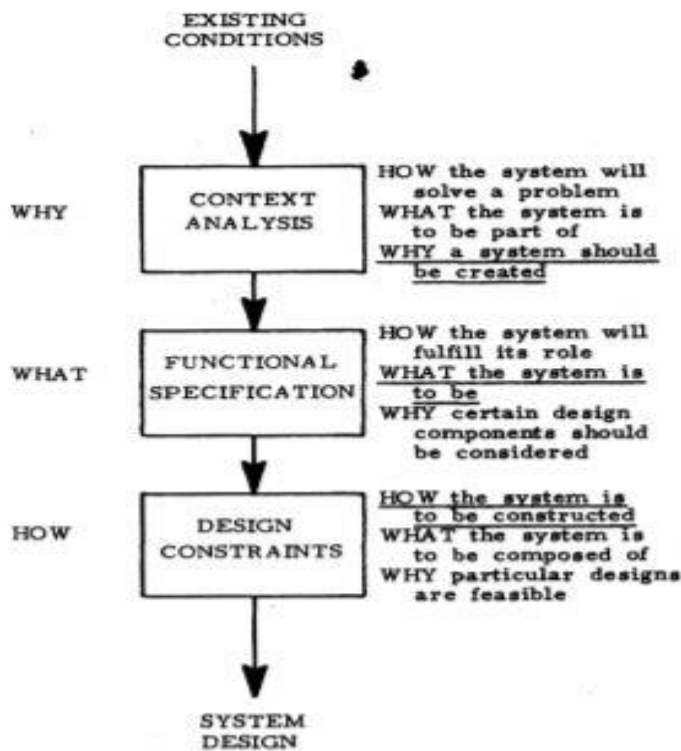 EXISTING
CONDITIONS
WHY
CONTEXT
ANALYSIS
HOW the system will
solve a problem
WHAT the system is
to be part of
WHY a system should
be created
WHAT
FUNCTIONAL
SPECIFICATION
HOW the system will
fulfill its role
WHAT the system is
to be
WHY certain design
components should
be considered
HOW
DESIGN
CONSTRAINTS
HOW the system is
to be constructed
WHAT the system is
to be composed of
WHY particular designs
are feasible
SYSTEM
DESIGN